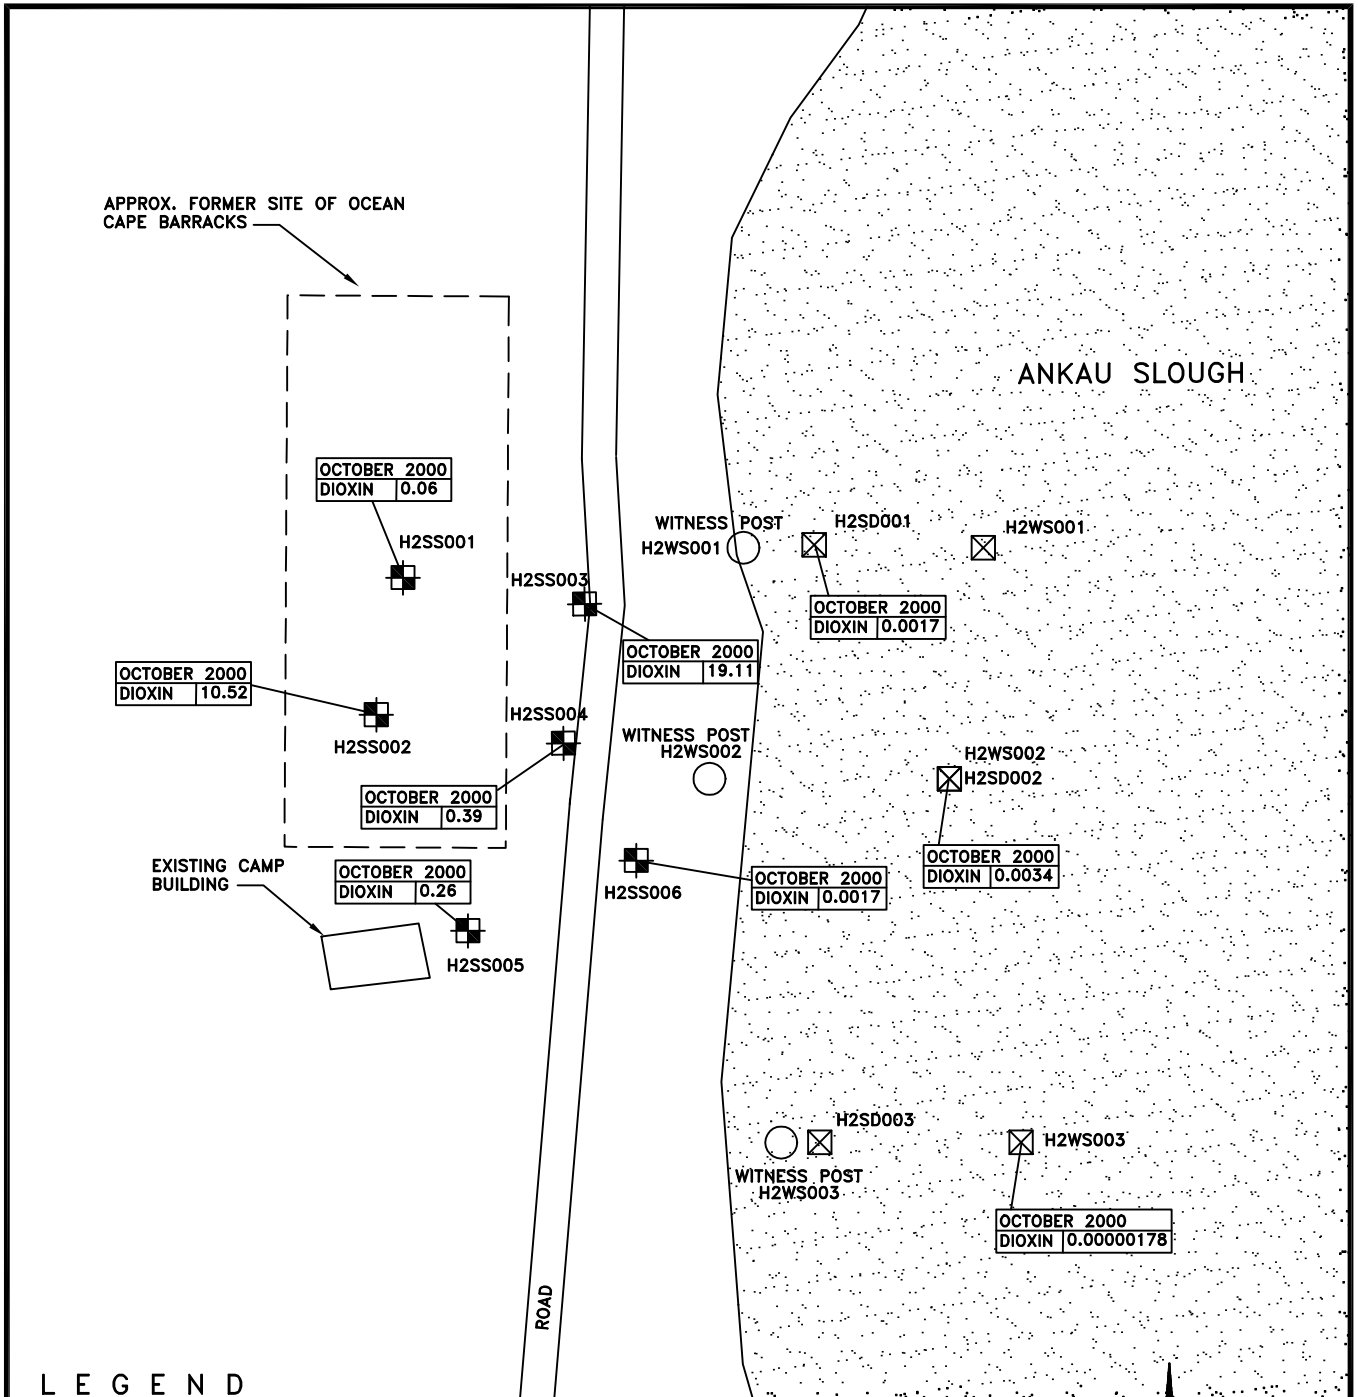 APPROX. FORMER SITE OF OCEAN
CAPE BARRACKS
ANKAU SLOUGH
OCTOBER 2000
DIOXIN 0.06
H2SS001
WITNESS POST
H2WS001
H2SD001
H2WS001
H2SS003
OCTOBER 2000
DIOXIN 0.0017
OCTOBER 2000
DIOXIN 19.11
OCTOBER 2000
DIOXIN 10.52
H2SS002
H2SS004
WITNESS POST
H2WS002
H2WS002
H2SD002
OCTOBER 2000
DIOXIN 0.39
OCTOBER 2000
DIOXIN 0.0034
EXISTING CAMP
BUILDING
OCTOBER 2000
DIOXIN 0.26
H2SS006
OCTOBER 2000
DIOXIN 0.0017
H2SS005
H2SD003
H2WS003
WITNESS POST
H2WS003
OCTOBER 2000
DIOXIN 0.00000178
ROAD
LEGEND